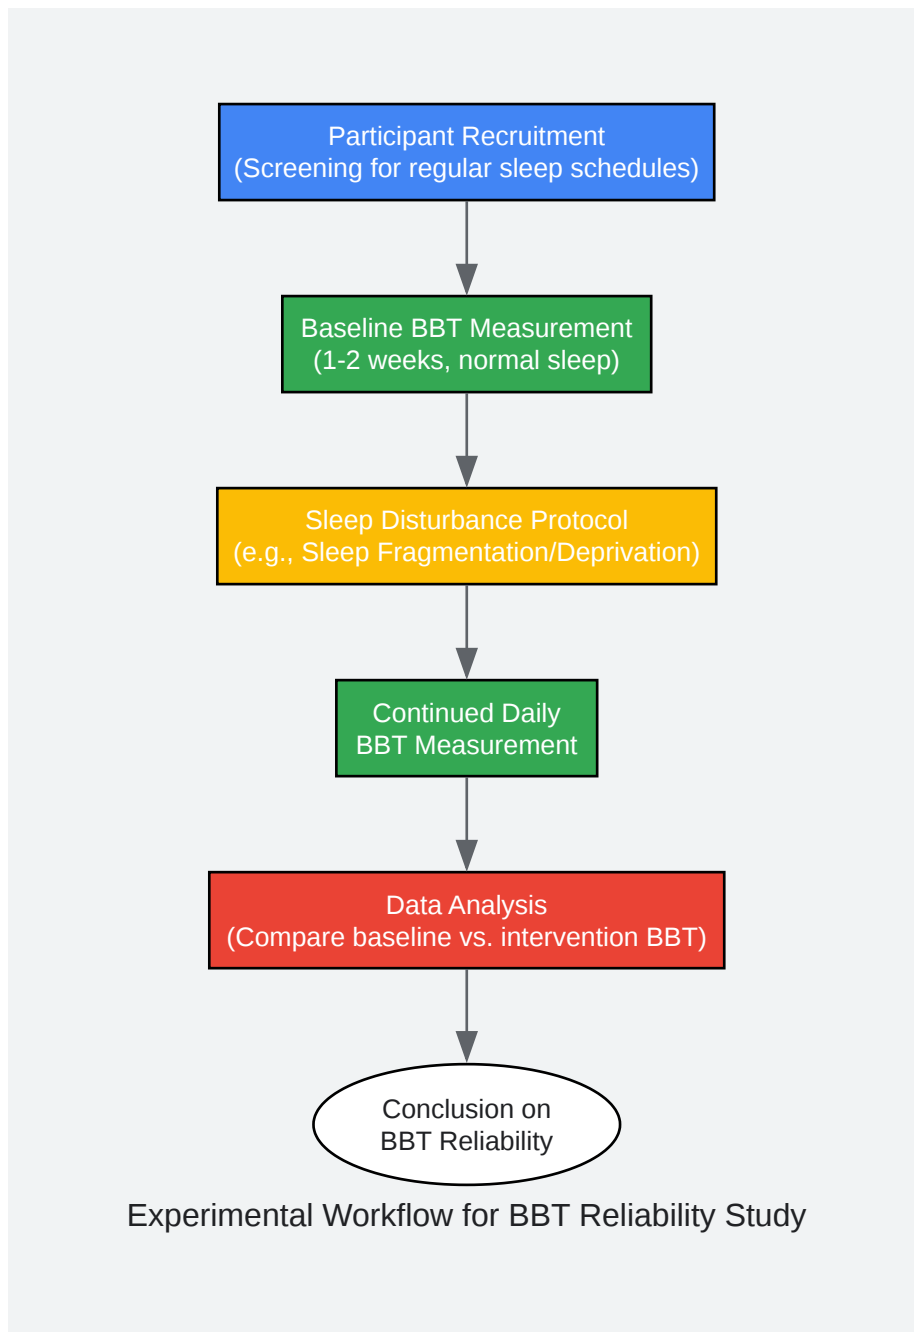 Participant Recruitment
(Screening for regular sleep schedules)
Baseline BBT Measurement
(1-2 weeks, normal sleep)
Sleep Disturbance Protocol
(e.g., Sleep Fragmentation/Deprivation)
Continued Daily
BBT Measurement
Data Analysis
(Compare baseline vs. intervention BBT)
Conclusion on
BBT Reliability
Experimental Workflow for BBT Reliability Study